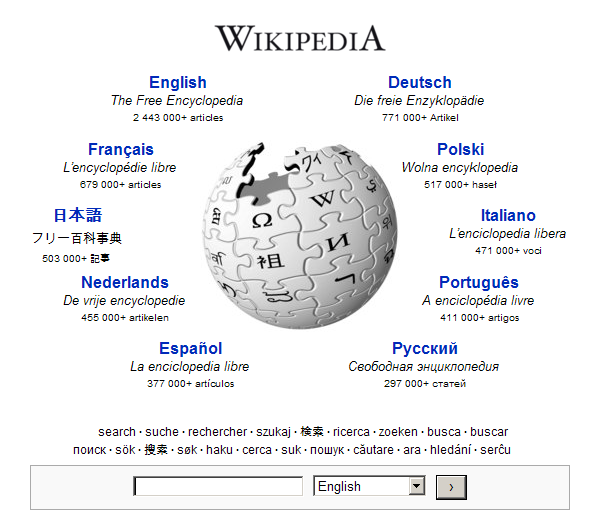 WIKIPEDIA
English
The Free Encyclopedia
2 443 000+ articles
Deutsch
Die freie Enzyklopädie
771 000+ Artikel
Français
L'encyclopédie libre
679 000+ articles
Polski
Wolna encyklopedia
517 000+ haseł
日本語
フリー百科事典
503 000+ 記事
Italiano
L'enciclopedia libera
471 000+ voci
Nederlands
De vrije encyclopedie
455 000+ artikelen
Português
A enciclopédia livre
411 000+ artigos
Español
La enciclopedia libre
377 000+ artículos
Русский
Свободная энциклопедия
297 000+ статей
Ω W
祖 И
search · suche · rechercher · szukaj · 検索 · ricerca · zoeken · busca · buscar
поиск · sök · 搜索 · søk · haku · cerca · suk · пошук · căutare · ara · hledání · serĉu
English ›